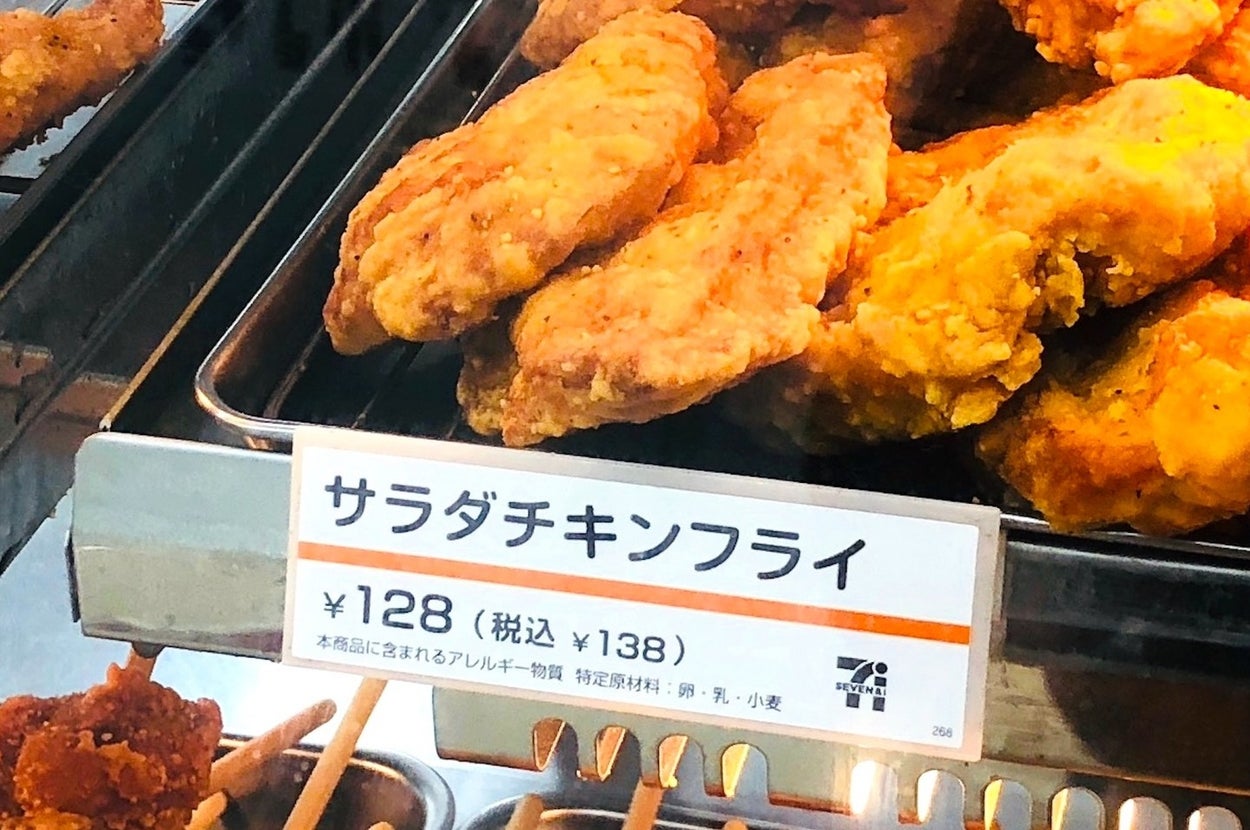 サラダチキンフライ
¥128(税込 ¥138)
本商品に含まれるアレルギー物質 特定原材料:卵・乳・小麦
SEVEN&i
268